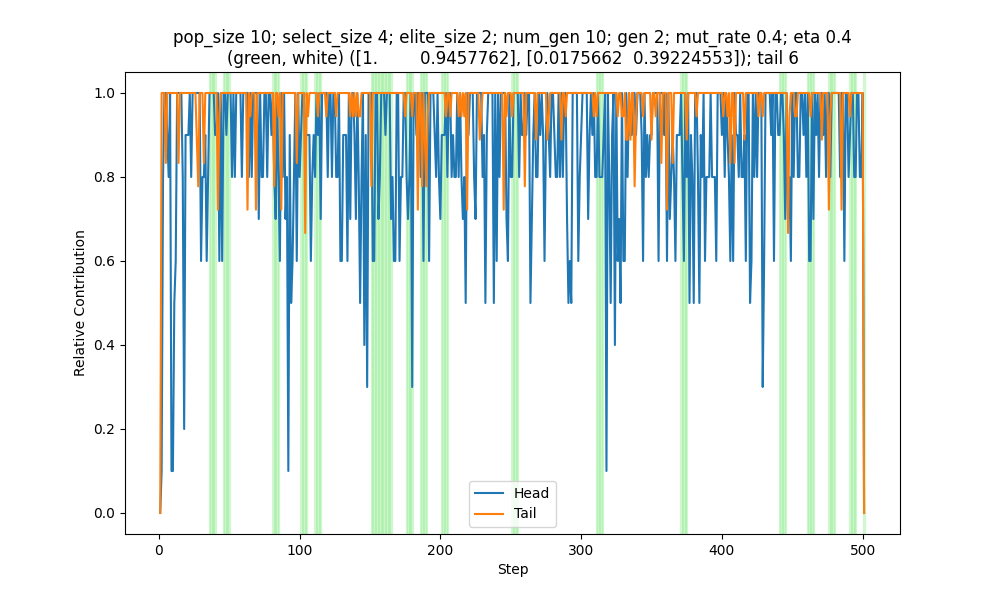 pop_size 10; select_size 4; elite_size 2; num_gen 10; gen 2; mut_rate 0.4; eta 0.4
(green, white) ([1. 0.9457762], [0.0175662 0.39224553]); tail 6
1.0
0.8
0.6
0.4
0.2
0.0
Relative Contribution
Head
Tail
0 100 200 300 400 500
Step